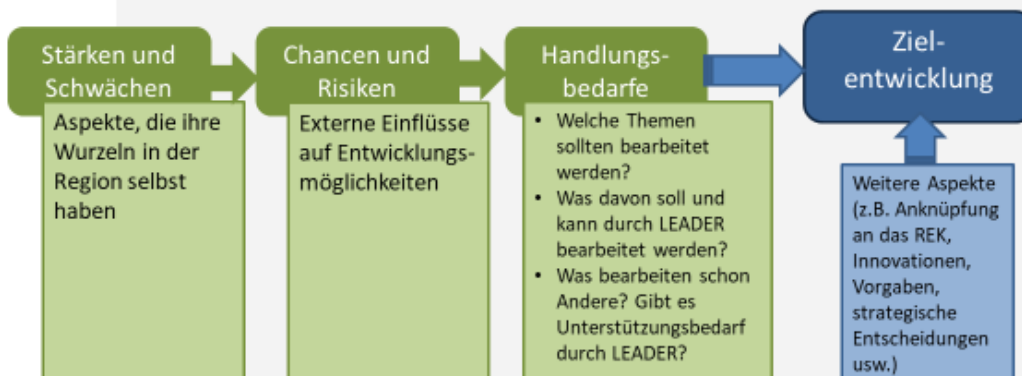 Stärken und
Schwächen
Aspekte, die ihre
Wurzeln in der
Region selbst
haben
Chancen und
Risiken
Externe Einflüsse
auf Entwicklungs-
möglichkeiten
Handlungs-
bedarfe
• Welche Themen
sollten bearbeitet
werden?
• Was davon soll und
kann durch LEADER
bearbeitet werden?
• Was bearbeiten schon
Andere? Gibt es
Unterstützungsbedarf
durch LEADER?
Ziel-
entwicklung
Weitere Aspekte
(z.B. Anknüpfung
an das REK,
Innovationen,
Vorgaben,
strategische
Entscheidungen
usw.)